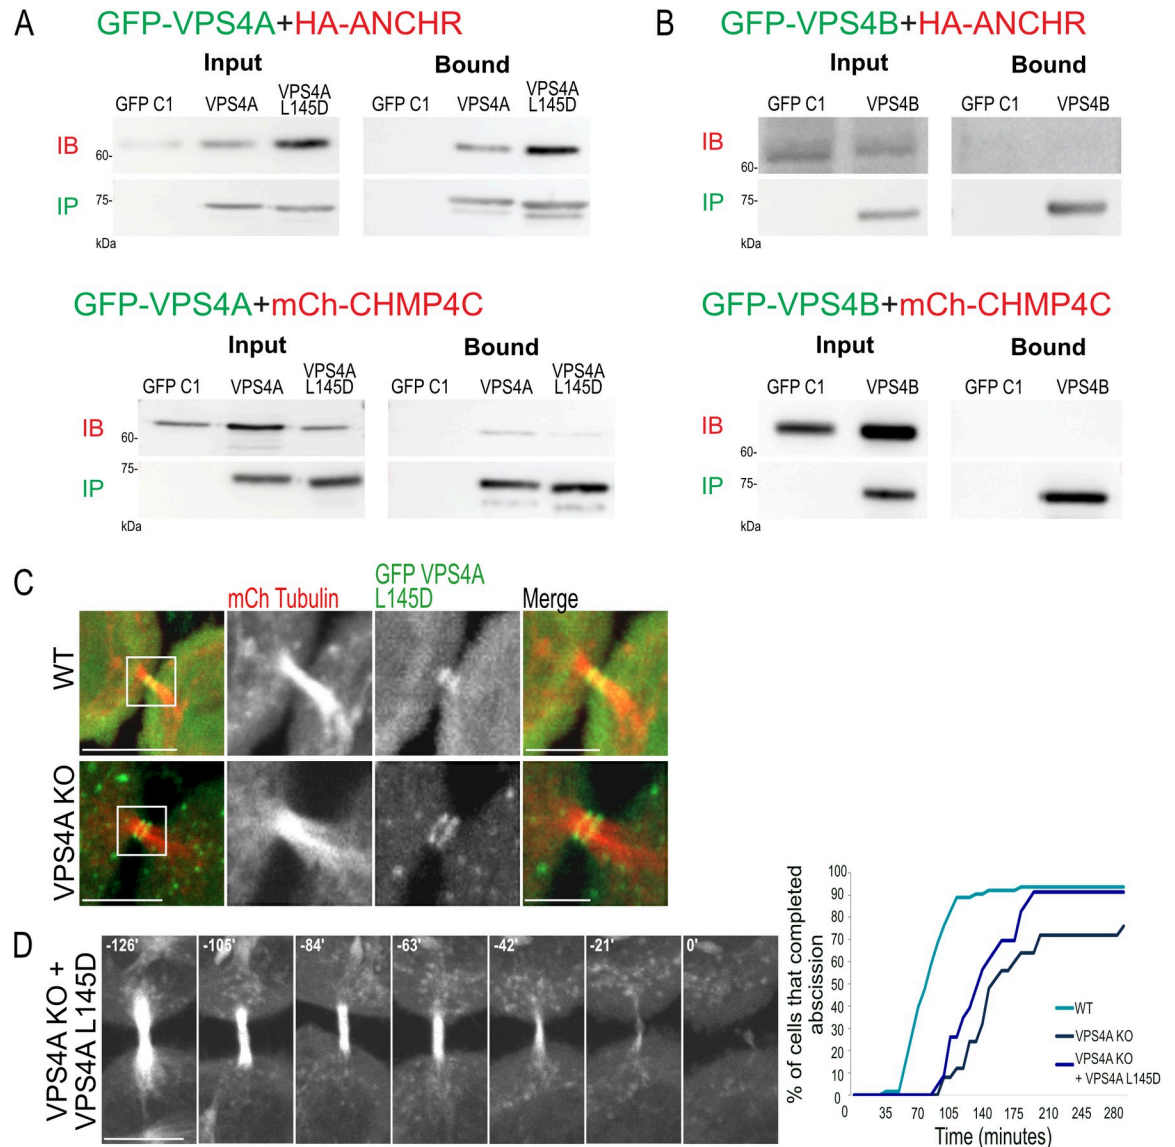 A
GFP-VPS4A+HA-ANCHR
Input
Bound
GFP C1
VPS4A
VPS4A
L145D
GFP C1
VPS4A
VPS4A
L145D
IB
60-
IP
75-
kDa
B
GFP-VPS4B+HA-ANCHR
Input
Bound
GFP C1
VPS4B
GFP C1
VPS4B
IB
60-
IP
75-
kDa
GFP-VPS4A+mCh-CHMP4C
Input
Bound
GFP C1
VPS4A
VPS4A
L145D
GFP C1
VPS4A
VPS4A
L145D
IB
60-
75-
IP
kDa
GFP-VPS4B+mCh-CHMP4C
Input
Bound
GFP C1
VPS4B
GFP C1
VPS4B
IB
60-
IP
75-
kDa
C
mCh Tubulin
GFP VPS4A
L145D
Merge
WT
VPS4A KO
D
VPS4A KO +
VPS4A L145D
-126'
-105'
-84'
-63'
-42'
-21'
0'
% of cells that completed
abscission
100
90
80
70
60
50
40
30
20
10
0
0 35 70 105 140 175 210 245 280
Time (minutes)
WT
VPS4A KO
VPS4A KO
+ VPS4A L145D